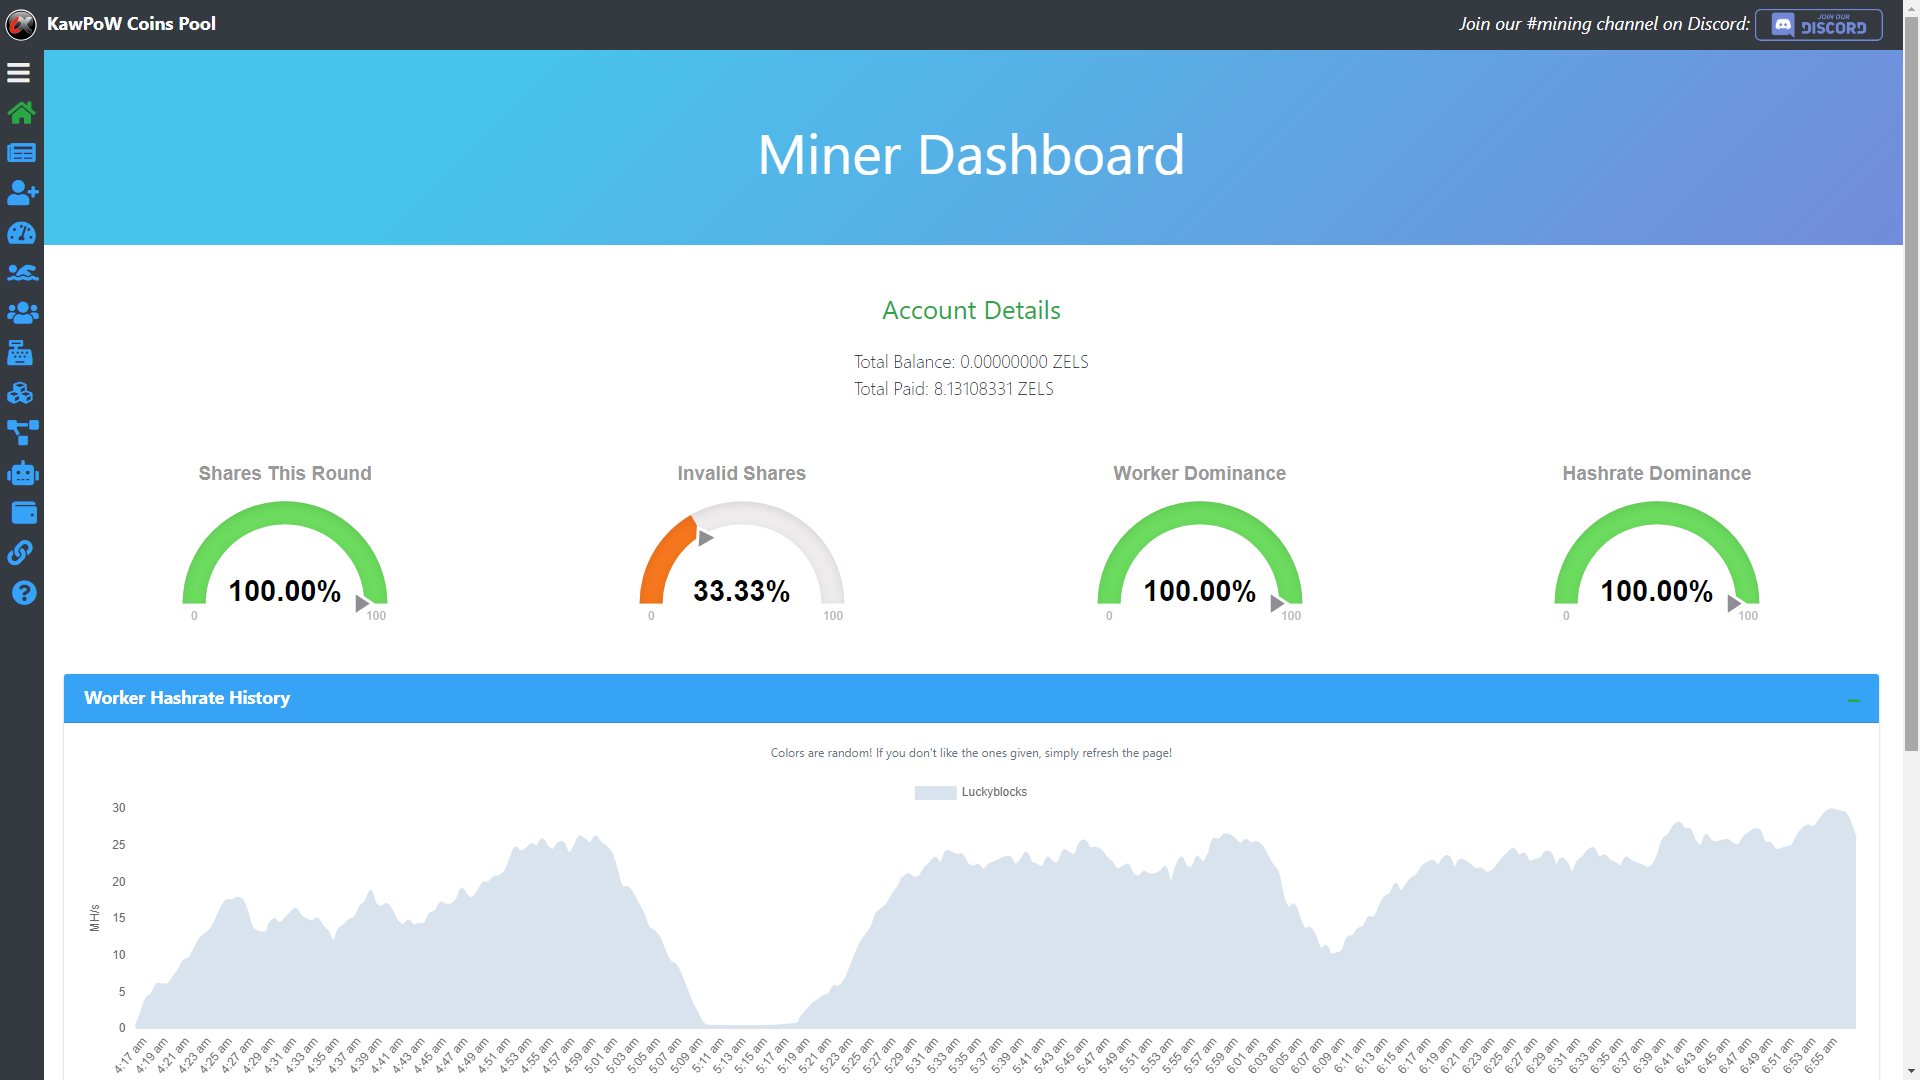 KawPoW Coins Pool
Join our #mining channel on Discord:
JOIN OUR
DISCORD
Miner Dashboard
Account Details
Total Balance: 0.00000000 ZELS
Total Paid: 8.13108331 ZELS
Shares This Round
100.00%
0 100
Invalid Shares
33.33%
0 100
Worker Dominance
100.00%
0 100
Hashrate Dominance
100.00%
0 100
Worker Hashrate History
Colors are random! If you don't like the ones given, simply refresh the page!
Luckyblocks
MH/s
30
25
20
15
10
5
0
4:17 am 4:19 am 4:21 am 4:23 am 4:25 am 4:27 am 4:29 am 4:31 am 4:33 am 4:35 am 4:37 am 4:39 am 4:41 am 4:43 am 4:45 am 4:47 am 4:49 am 4:51 am 4:53 am 4:55 am 4:57 am 4:59 am 5:01 am 5:03 am 5:05 am 5:07 am 5:09 am 5:11 am 5:13 am 5:15 am 5:17 am 5:19 am 5:21 am 5:23 am 5:25 am 5:27 am 5:29 am 5:31 am 5:33 am 5:35 am 5:37 am 5:39 am 5:41 am 5:43 am 5:45 am 5:47 am 5:49 am 5:51 am 5:53 am 5:55 am 5:57 am 5:59 am 6:01 am 6:03 am 6:05 am 6:07 am 6:09 am 6:11 am 6:13 am 6:15 am 6:17 am 6:19 am 6:21 am 6:23 am 6:25 am 6:27 am 6:29 am 6:31 am 6:33 am 6:35 am 6:37 am 6:39 am 6:41 am 6:43 am 6:45 am 6:47 am 6:49 am 6:51 am 6:53 am 6:55 am